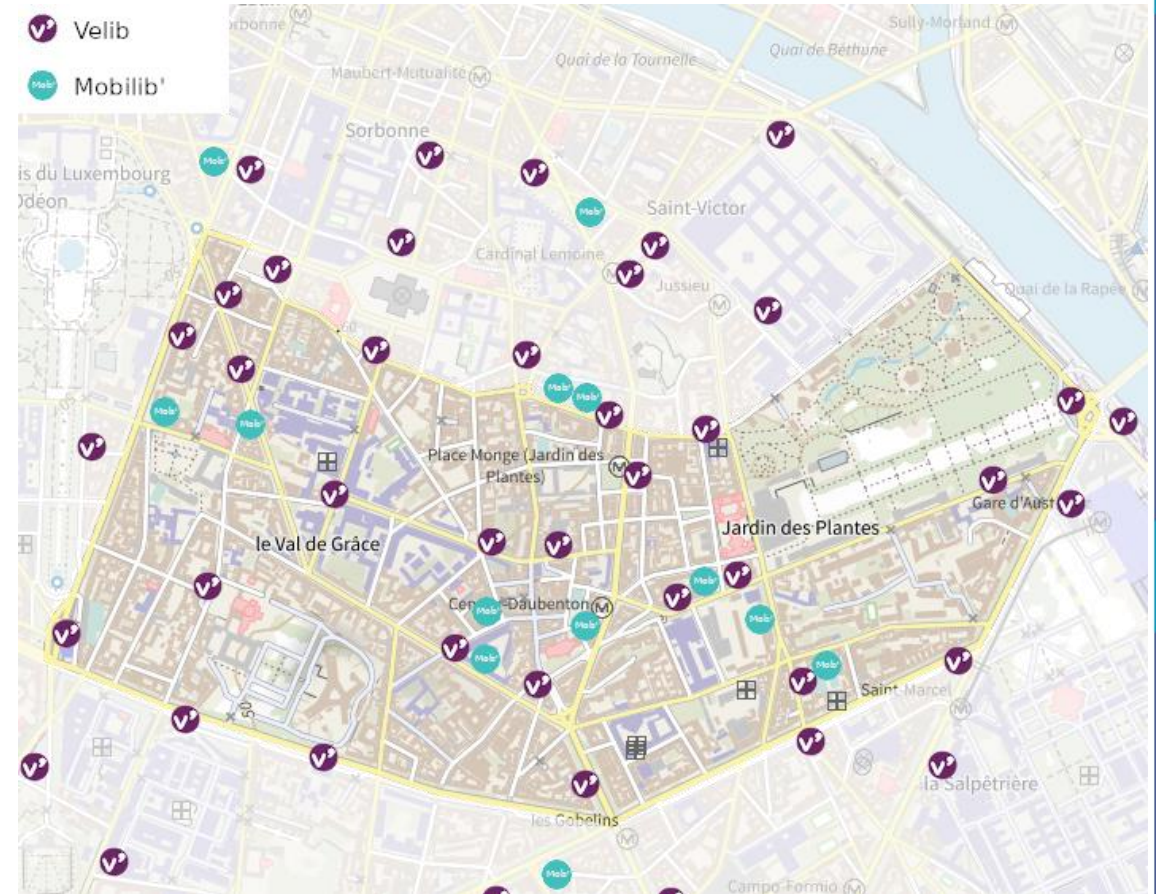 Velib
Mobilib'
Sully-Morland
Quai de la Tournelle
Quai de Béthune
Maubert-Mutualité
Sorbonne
is du Luxembourg
Odéon
Saint-Victor
Cardinal Lemoine
Jussieu
Quai de la Rapée
60
Place Monge (Jardin des
Plantes)
Gare d'Aust
Jardin des Plantes
le Val de Grâce
Daubenton
50
Saint-Marcel
la Salpêtrière
les Gobelins
Campo-Formio